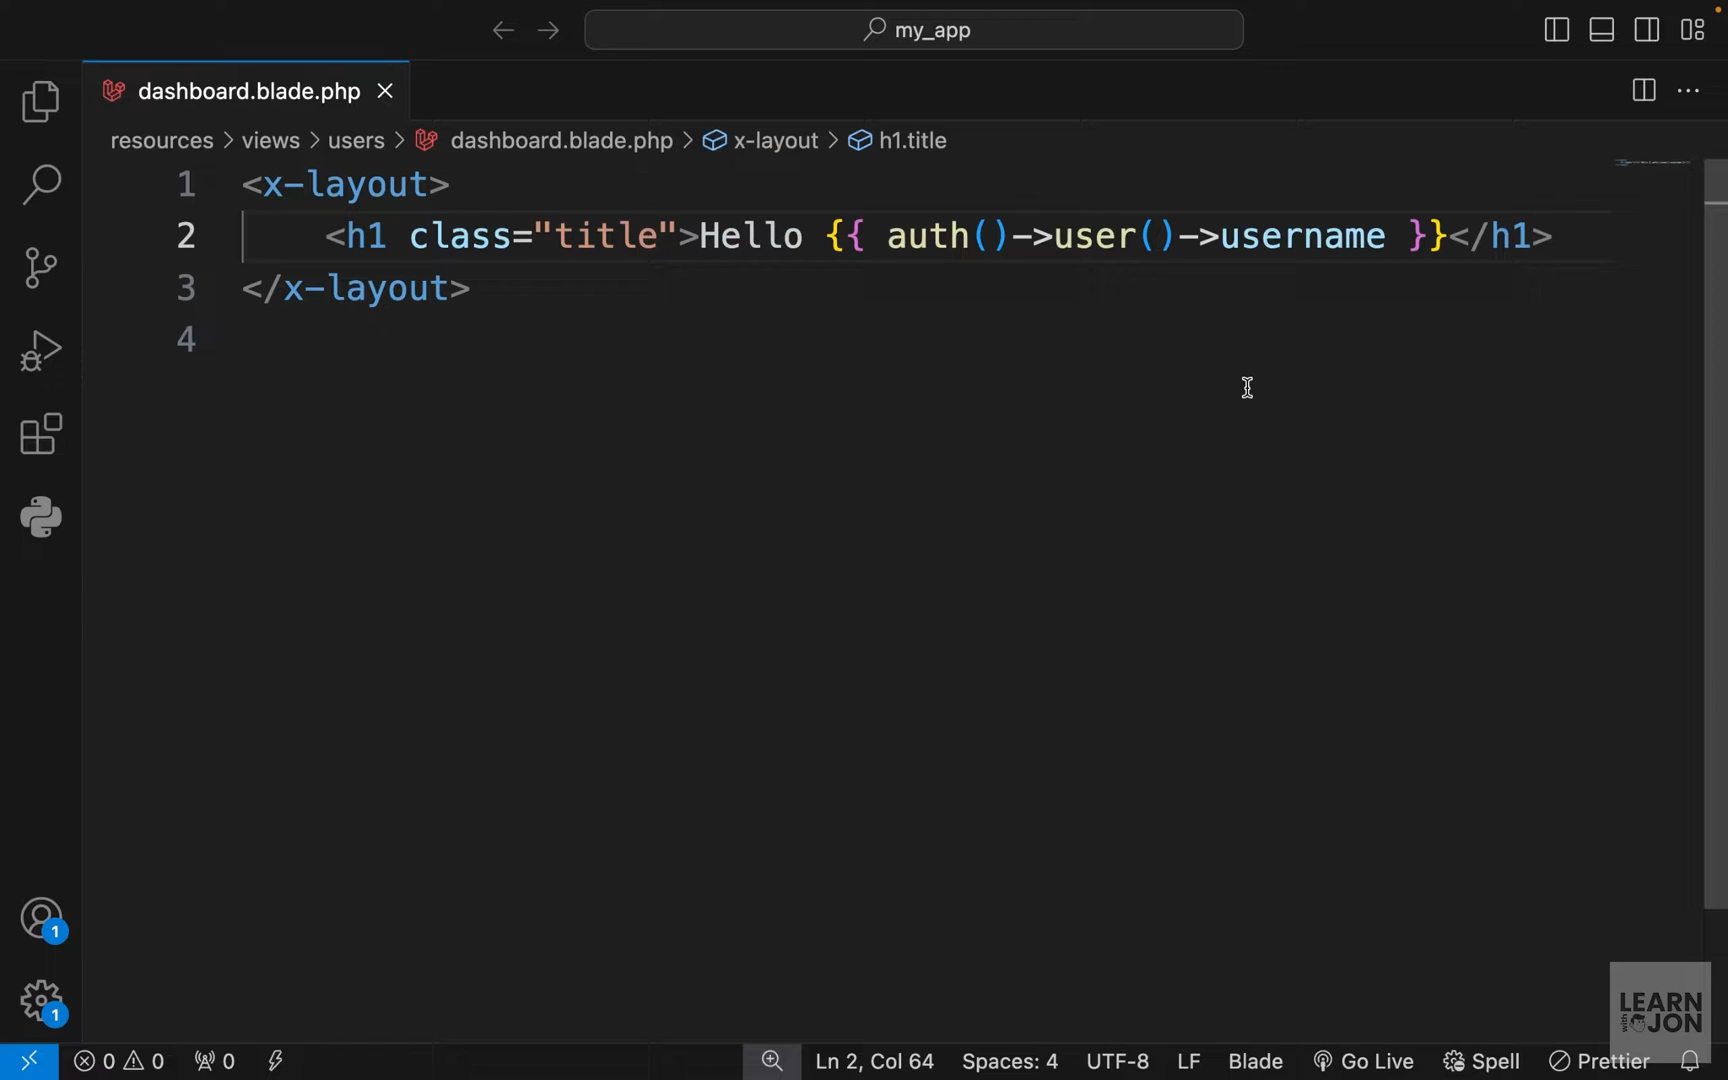 my_app
dashboard.blade.php
resources > views > users > dashboard.blade.php > x-layout > h1.title
1 <x-layout>
2 <h1 class="title">Hello {{ auth()->user()->username }}</h1>
3 </x-layout>
4
1
1
LEARN
with JON
0 0 0 Ln 2, Col 64 Spaces: 4 UTF-8 LF Blade Go Live Spell Prettier